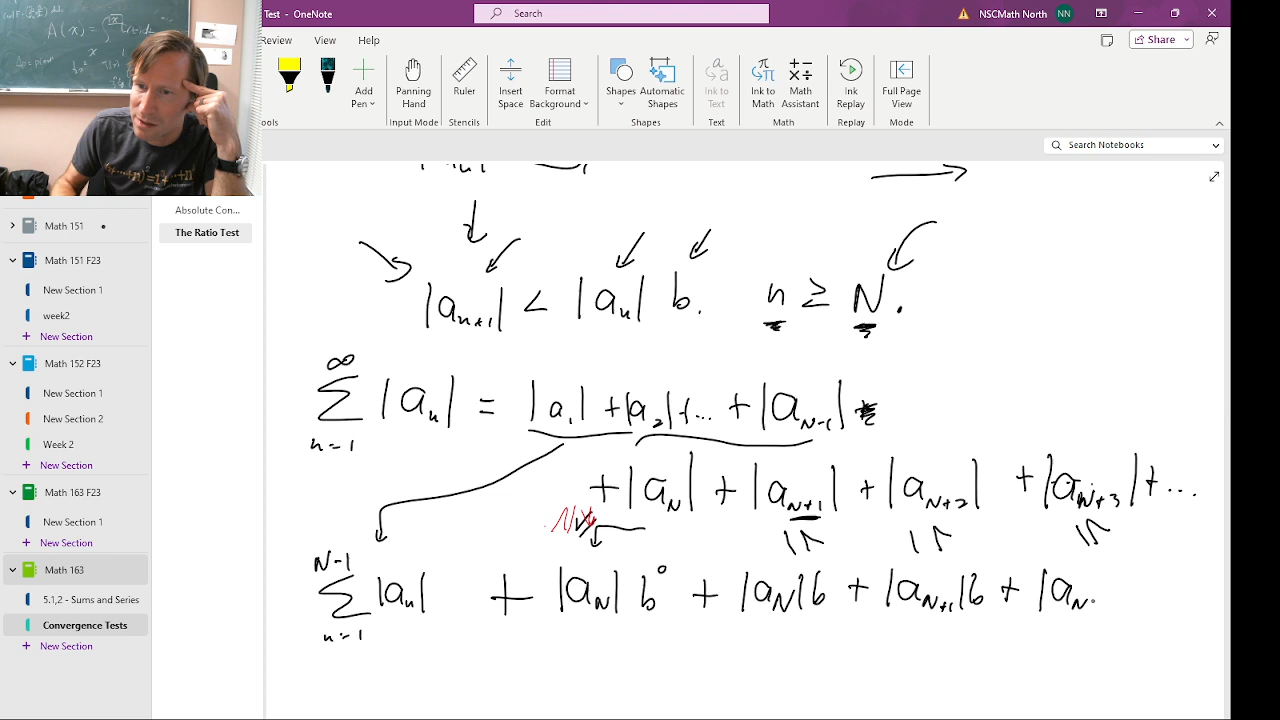 A(x) =
Test - OneNote
Search
NSCMath North
NN
Review
View
Help
Share
Add Pen
Panning Hand
Ruler
Insert Space
Format Background
Shapes
Automatic Shapes
Ink to Text
Ink to Math
Math Assistant
Ink Replay
Full Page View
ools
Input Mode
Stencils
Edit
Shapes
Text
Math
Replay
Mode
Search Notebooks
Math 151
Math 151 F23
New Section 1
week2
New Section
Math 152 F23
New Section 1
New Section 2
Week 2
New Section
Math 163 F23
New Section 1
New Section
Math 163
5.1,2 - Sums and Series
Convergence Tests
New Section
Absolute Con...
The Ratio Test
|a_{n+1}| < |a_n| b. n ≥ N.
∑_{n=1}^{∞} |a_n| = |a_1| + |a_2| + ... + |a_{N-1}|
+ |a_N| + |a_{N+1}| + |a_{N+2}| + |a_{N+3}| + ...
∑_{n=1}^{N-1} |a_n| + |a_N| b^0 + |a_N| b + |a_{N+1}| b + |a_N